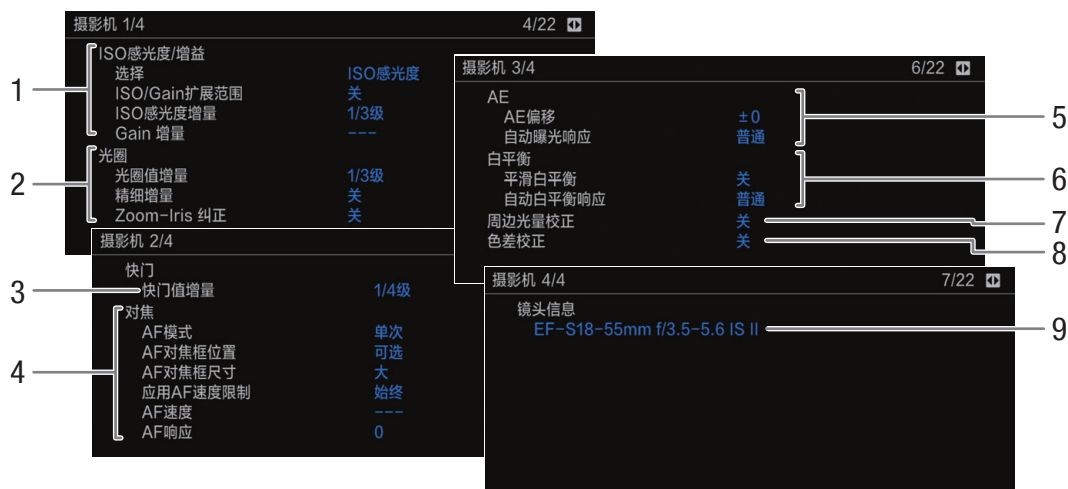 摄影机 1/4 4/22
ISO感光度/增益
选择 ISO感光度
ISO/Gain扩展范围 关
ISO感光度增量 1/3级
Gain 增量 ---
1
光圈
光圈值增量 1/3级
精细增量 关
Zoom-Iris 纠正 关
2
摄影机 2/4
快门
快门值增量 1/4级
3
对焦
AF模式 单次
AF对焦框位置 可选
AF对焦框尺寸 大
应用AF速度限制 始终
AF速度 ---
AF响应 0
4
摄影机 3/4 6/22
AE
AE偏移 ±0
自动曝光响应 普通
5
白平衡
平滑白平衡 关
自动白平衡响应 普通
6
周边光量校正 关 7
色差校正 关 8
摄影机 4/4 7/22
镜头信息
EF-S18-55mm f/3.5-5.6 IS II 9